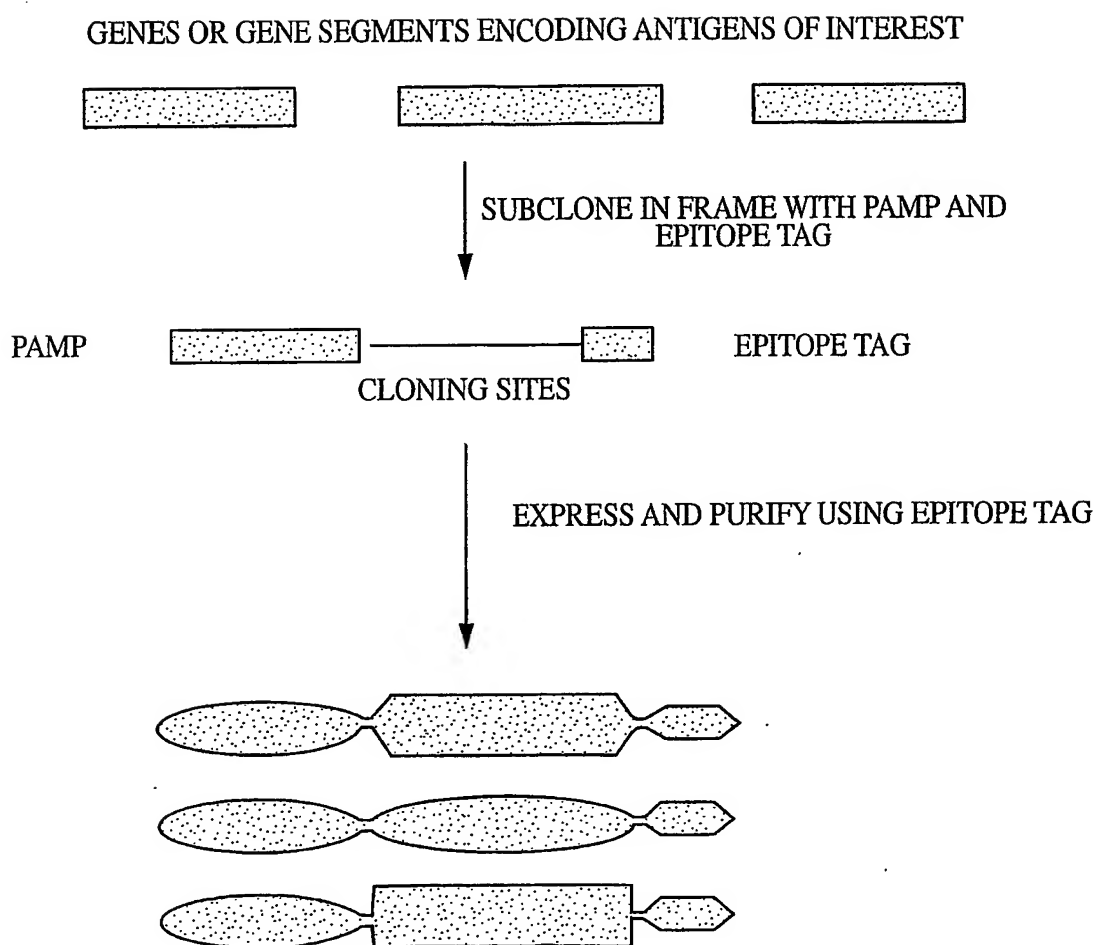 GENES OR GENE SEGMENTS ENCODING ANTIGENS OF INTEREST
SUBCLONE IN FRAME WITH PAMP AND
EPITOPE TAG
PAMP
EPITOPE TAG
CLONING SITES
EXPRESS AND PURIFY USING EPITOPE TAG